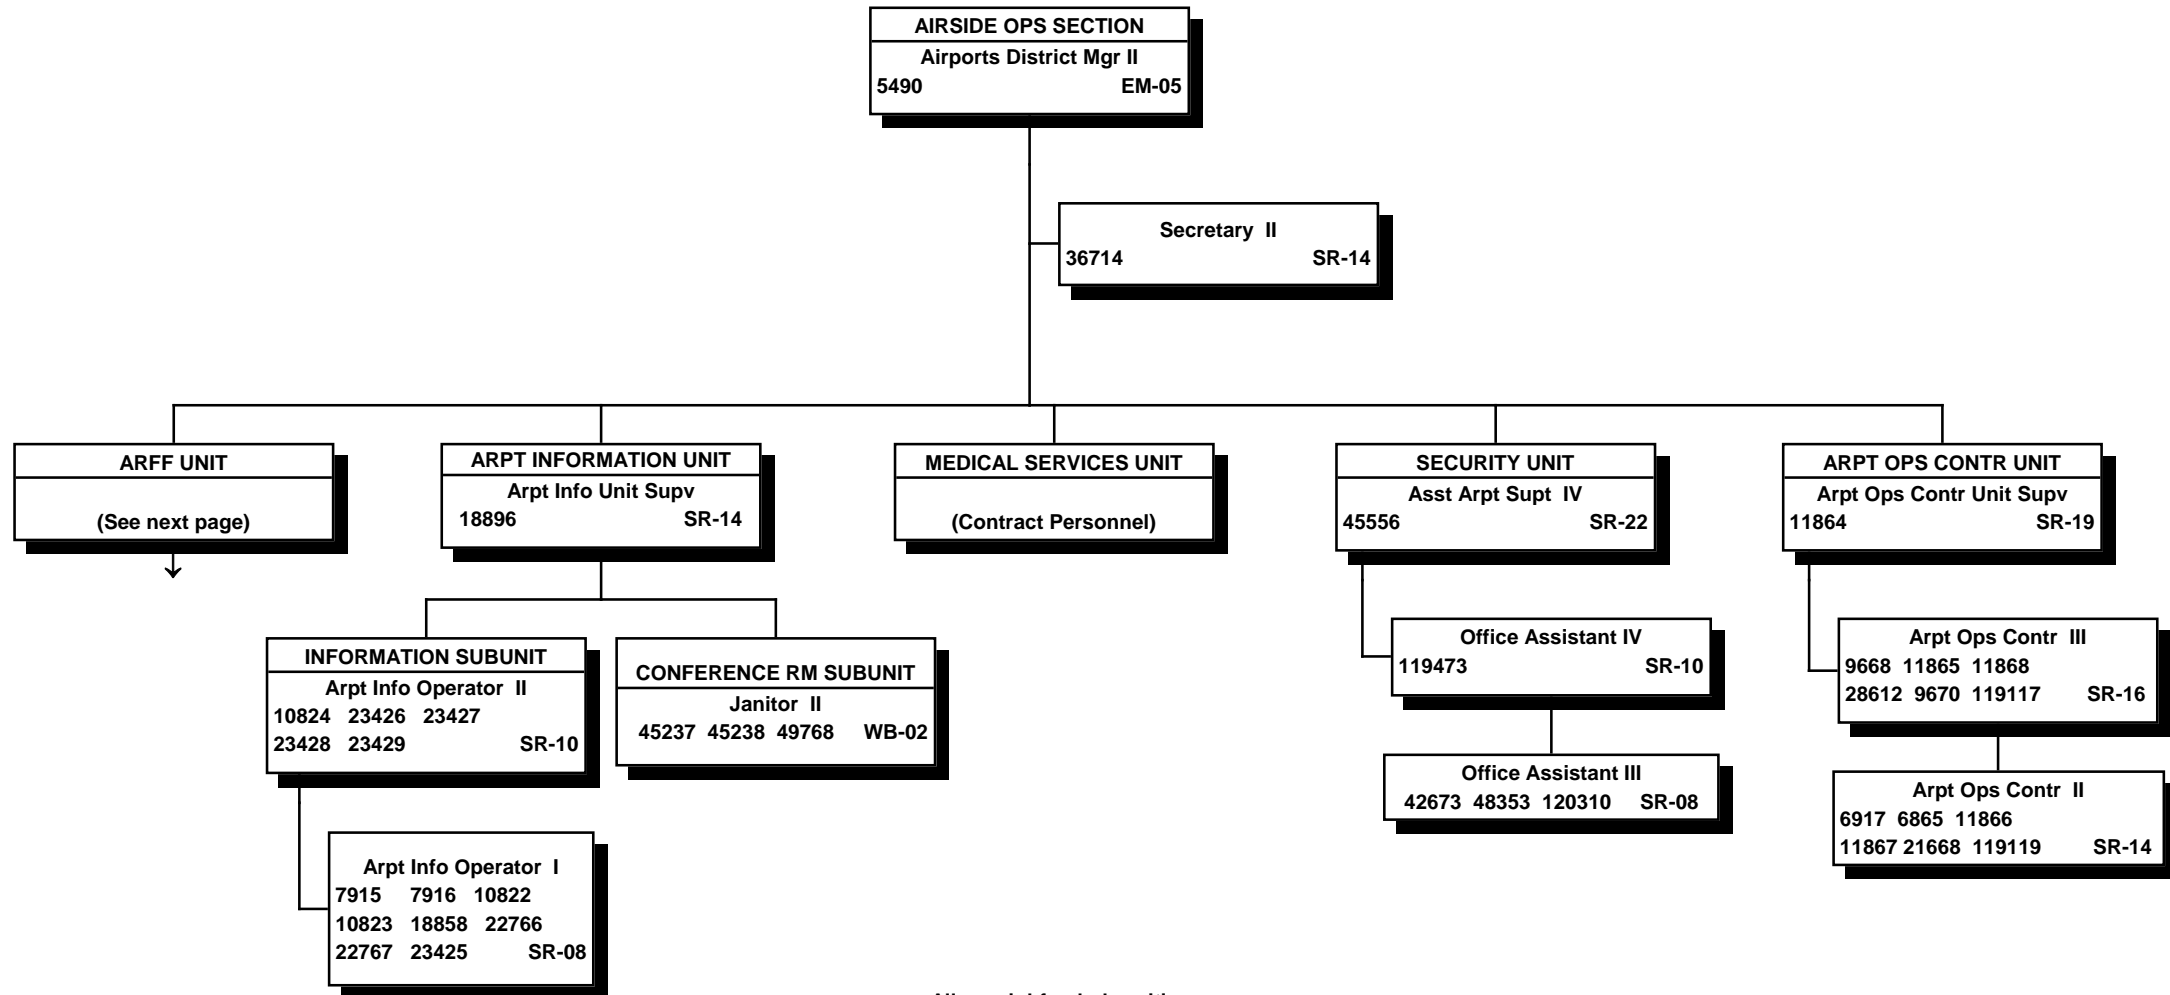 AIRSIDE OPS SECTION
Airports District Mgr II
5490 EM-05
Secretary II
36714 SR-14
ARFF UNIT
(See next page)
ARPT INFORMATION UNIT
Arpt Info Unit Supv
18896 SR-14
MEDICAL SERVICES UNIT
(Contract Personnel)
SECURITY UNIT
Asst Arpt Supt IV
45556 SR-22
ARPT OPS CONTR UNIT
Arpt Ops Contr Unit Supv
11864 SR-19
INFORMATION SUBUNIT
Arpt Info Operator II
10824 23426 23427
23428 23429 SR-10
CONFERENCE RM SUBUNIT
Janitor II
45237 45238 49768 WB-02
Office Assistant IV
119473 SR-10
Arpt Ops Contr III
9668 11865 11868
28612 9670 119117 SR-16
Office Assistant III
42673 48353 120310 SR-08
Arpt Ops Contr II
6917 6865 11866
11867 21668 119119 SR-14
Arpt Info Operator I
7915 7916 10822
10823 18858 22766
22767 23425 SR-08